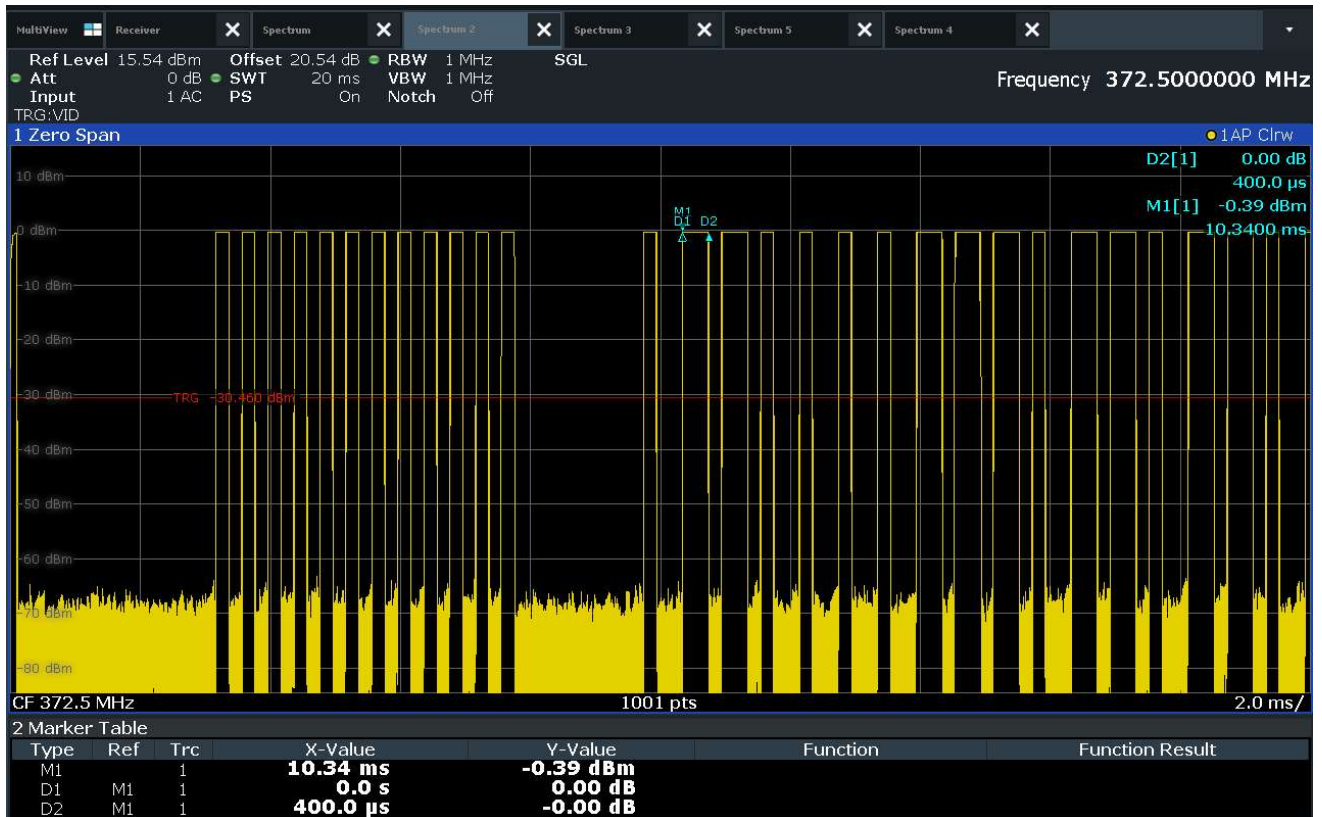 MultiView Receiver Spectrum Spectrum 2 Spectrum 3 Spectrum 5 Spectrum 4
Ref Level 15.54 dBm Offset 20.54 dB RBW 1 MHz SGL
Att 0 dB SWT 20 ms VBW 1 MHz
Input 1 AC PS On Notch Off
Frequency 372.5000000 MHz
TRG:VID
1 Zero Span 1AP Clrw
D2[1] 0.00 dB
400.0 µs
M1[1] -0.39 dBm
10.3400 ms
M1
D1 D2
10 dBm
0 dBm
-10 dBm
-20 dBm
-30 dBm
TRG -30.460 dBm
-40 dBm
-50 dBm
-60 dBm
-70 dBm
-80 dBm
CF 372.5 MHz 1001 pts 2.0 ms/
2 Marker Table
Type Ref Trc X-Value Y-Value Function Function Result
M1 1 10.34 ms -0.39 dBm
D1 M1 1 0.0 s 0.00 dB
D2 M1 1 400.0 µs -0.00 dB